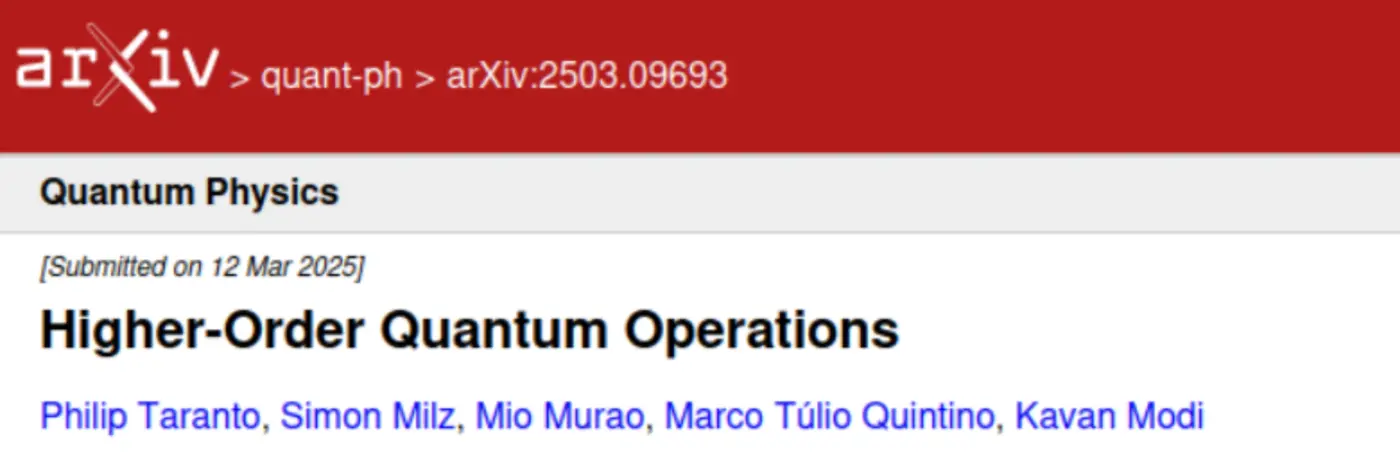 arXiv > quant-ph > arXiv:2503.09693
Quantum Physics
[Submitted on 12 Mar 2025]
Higher-Order Quantum Operations
Philip Taranto, Simon Milz, Mio Murao, Marco Túlio Quintino, Kavan Modi